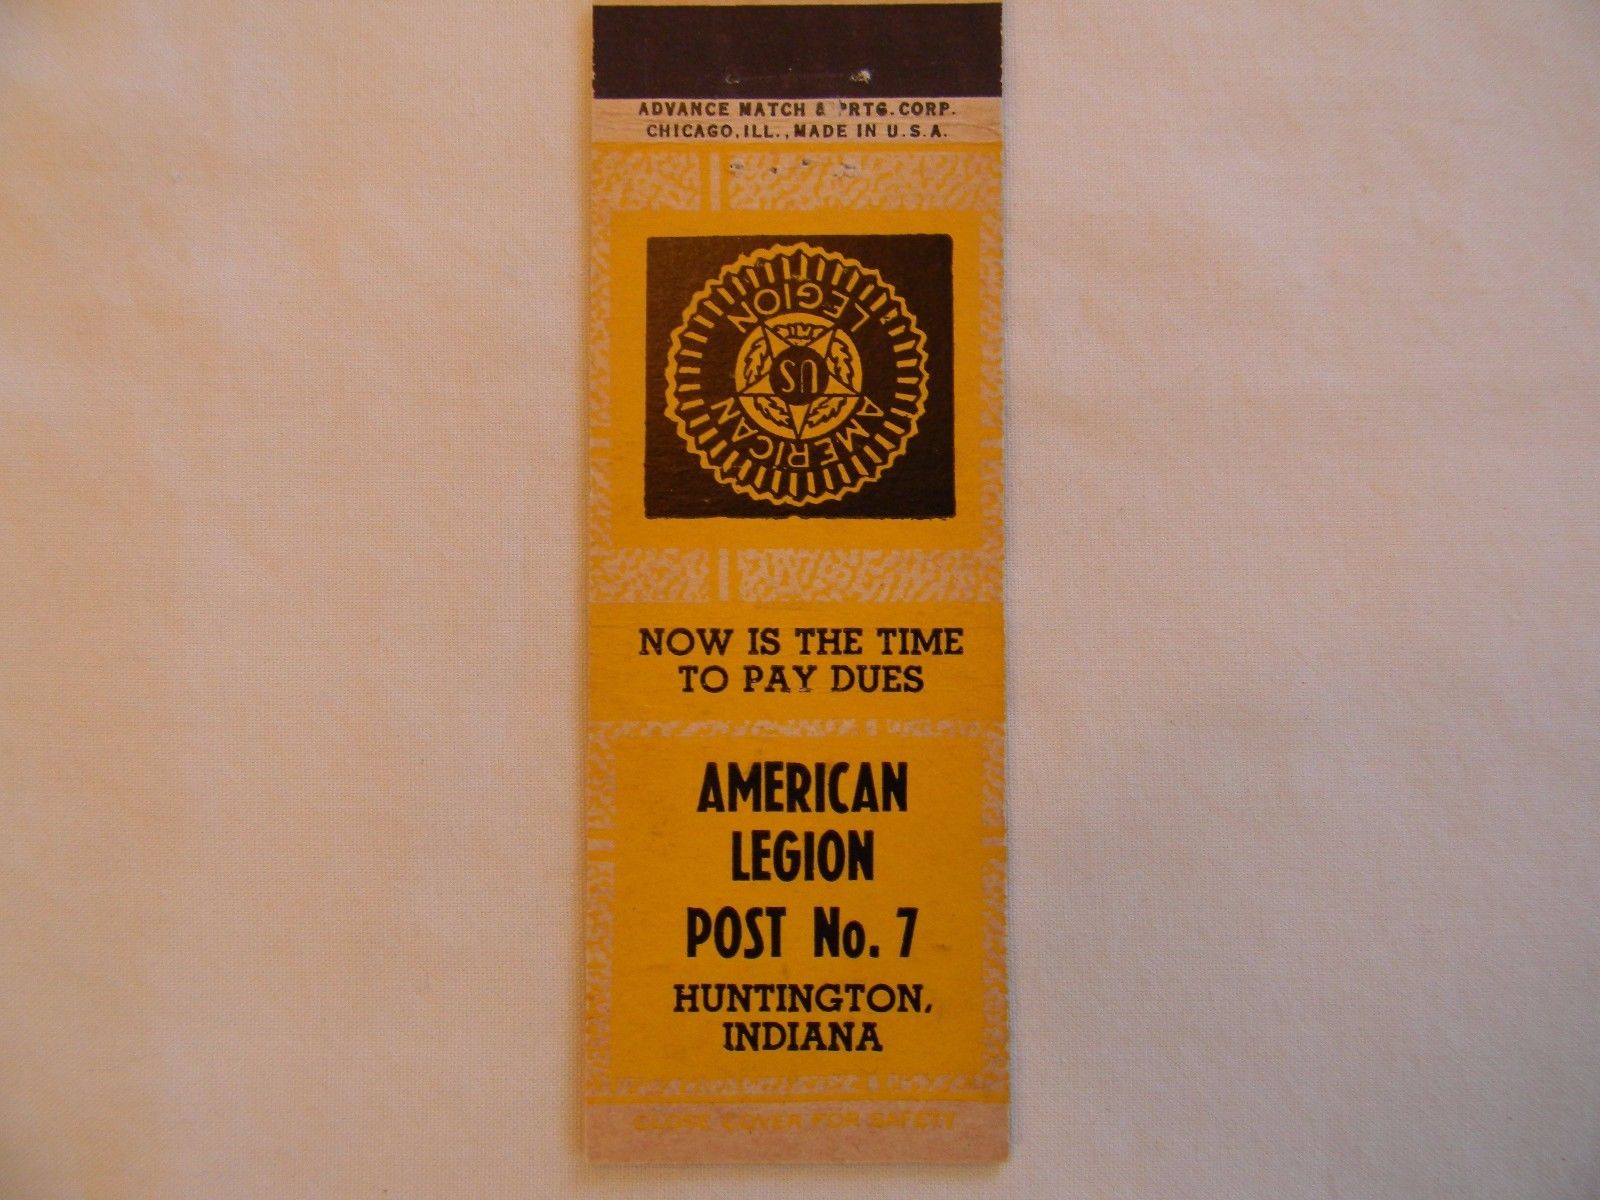 ADVANCE MATCH & PRTG. CORP.
CHICAGO, ILL., MADE IN U.S.A.
AMERICAN
LEGION
US
NOW IS THE TIME
TO PAY DUES
AMERICAN
LEGION
POST No. 7
HUNTINGTON,
INDIANA
CLOSE COVER FOR SAFETY